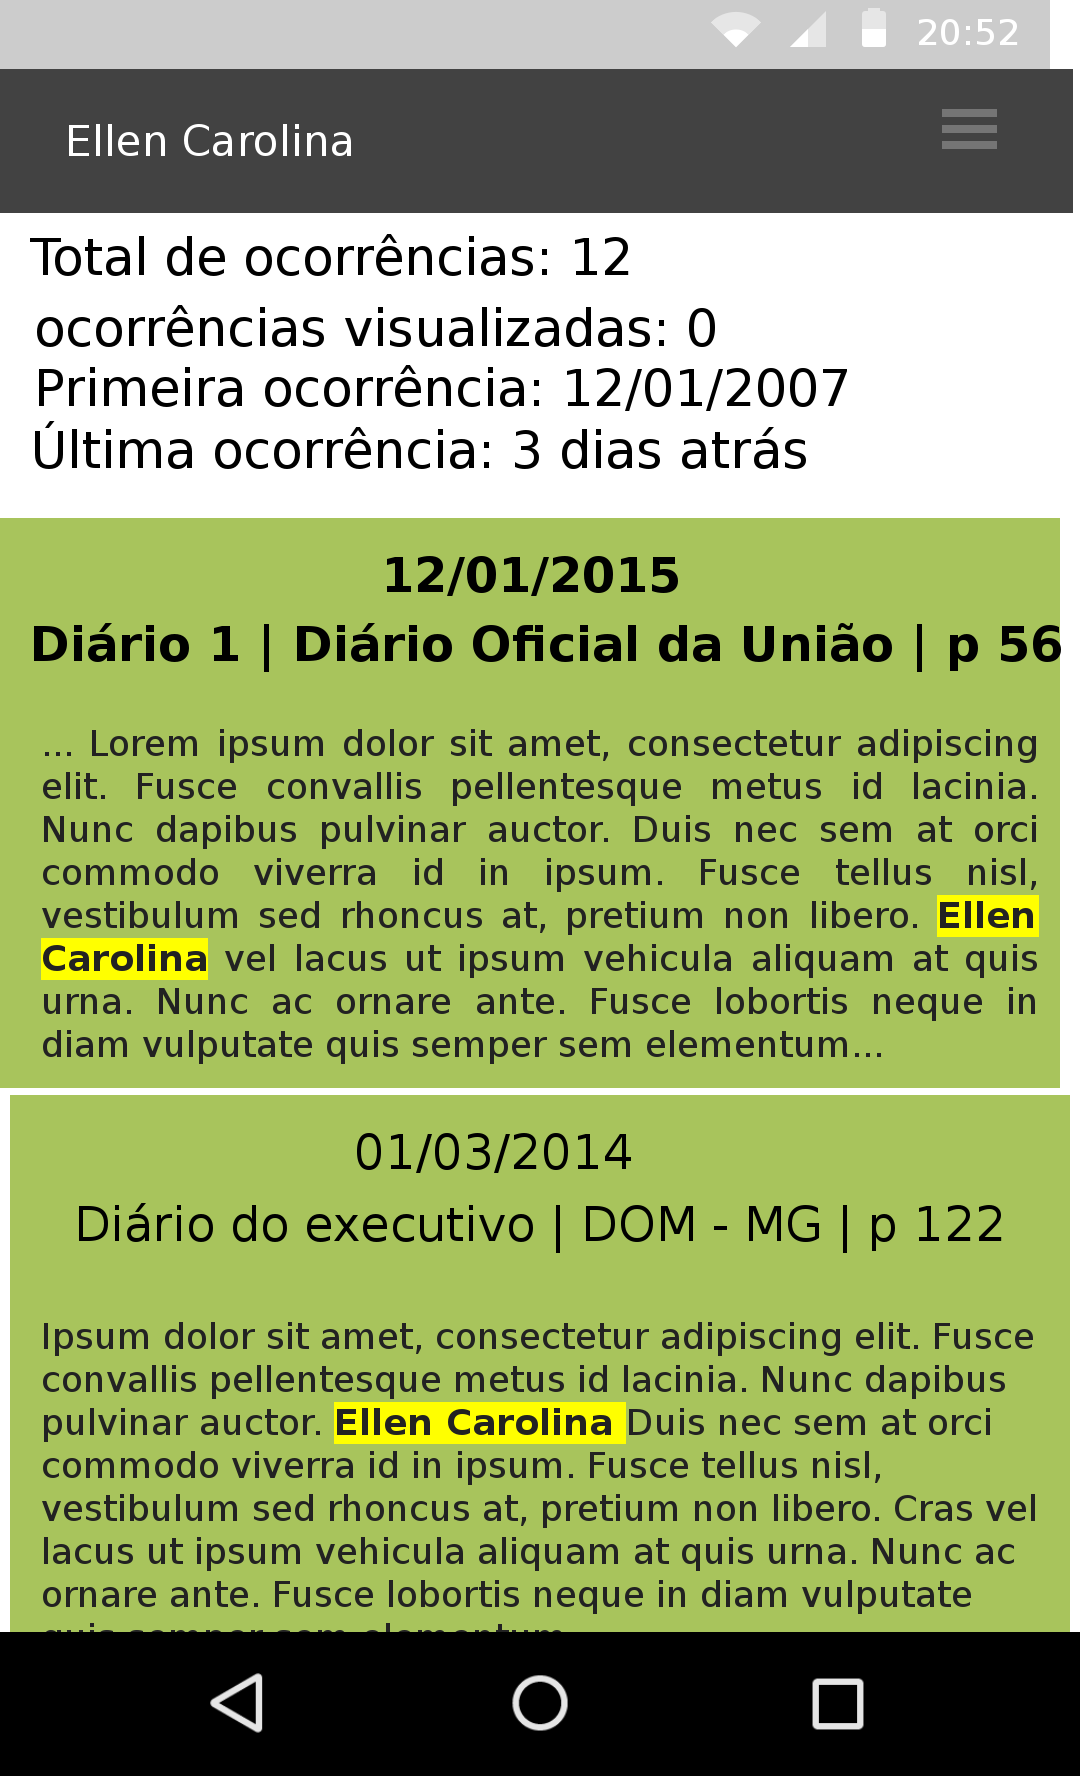 20:52
Ellen Carolina
Total de ocorrências: 12
ocorrências visualizadas: 0
Primeira ocorrência: 12/01/2007
Última ocorrência: 3 dias atrás
12/01/2015
Diário 1 | Diário Oficial da União | p 56
... Lorem ipsum dolor sit amet, consectetur adipiscing
elit. Fusce convallis pellentesque metus id lacinia.
Nunc dapibus pulvinar auctor. Duis nec sem at orci
commodo viverra id in ipsum. Fusce tellus nisl,
vestibulum sed rhoncus at, pretium non libero. Ellen
Carolina vel lacus ut ipsum vehicula aliquam at quis
urna. Nunc ac ornare ante. Fusce lobortis neque in
diam vulputate quis semper sem elementum...
01/03/2014
Diário do executivo | DOM - MG | p 122
Ipsum dolor sit amet, consectetur adipiscing elit. Fusce
convallis pellentesque metus id lacinia. Nunc dapibus
pulvinar auctor. Ellen Carolina Duis nec sem at orci
commodo viverra id in ipsum. Fusce tellus nisl,
vestibulum sed rhoncus at, pretium non libero. Cras vel
lacus ut ipsum vehicula aliquam at quis urna. Nunc ac
ornare ante. Fusce lobortis neque in diam vulputate
quis semper sem elementum